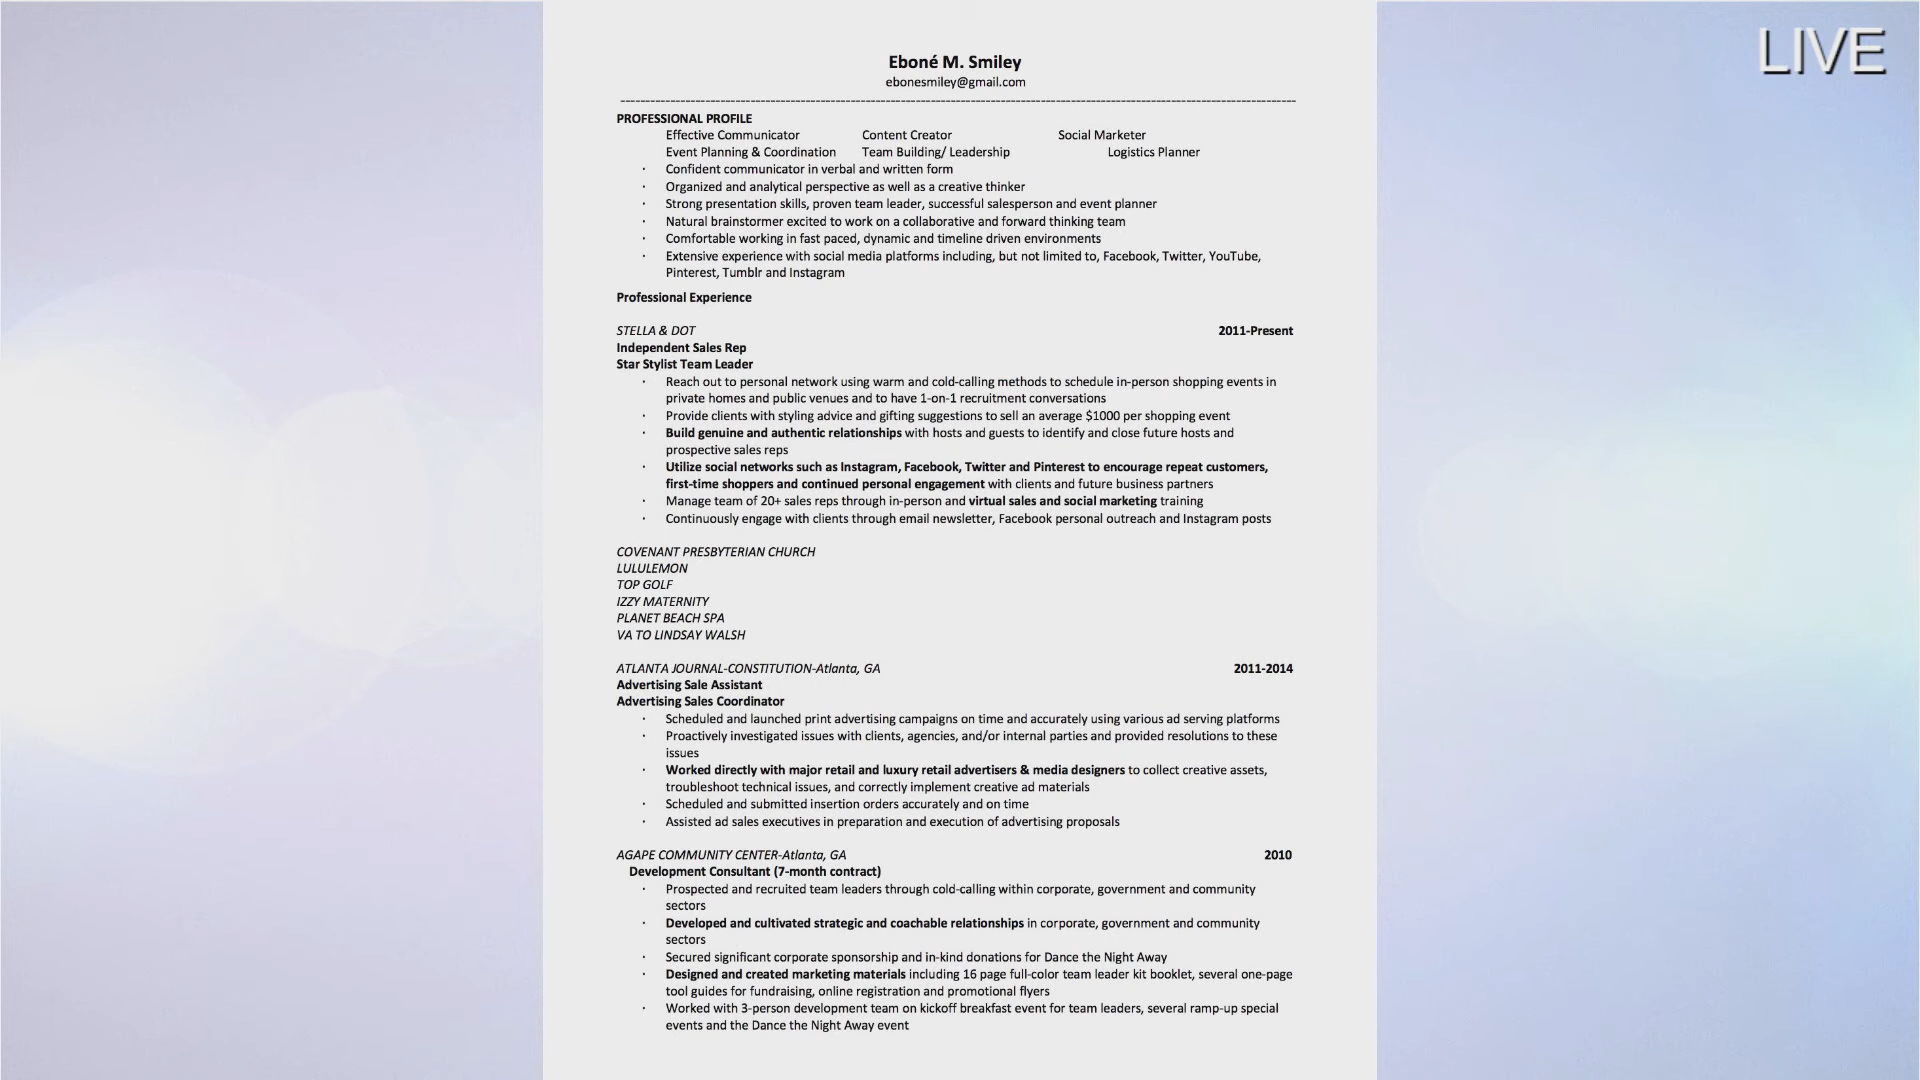 LIVE
Eboné M. Smiley
ebonesmiley@gmail.com
PROFESSIONAL PROFILE
Effective Communicator Content Creator Social Marketer
Event Planning & Coordination Team Building/ Leadership Logistics Planner
· Confident communicator in verbal and written form
· Organized and analytical perspective as well as a creative thinker
· Strong presentation skills, proven team leader, successful salesperson and event planner
· Natural brainstormer excited to work on a collaborative and forward thinking team
· Comfortable working in fast paced, dynamic and timeline driven environments
· Extensive experience with social media platforms including, but not limited to, Facebook, Twitter, YouTube,
Pinterest, Tumblr and Instagram
Professional Experience
STELLA & DOT 2011-Present
Independent Sales Rep
Star Stylist Team Leader
· Reach out to personal network using warm and cold-calling methods to schedule in-person shopping events in
private homes and public venues and to have 1-on-1 recruitment conversations
· Provide clients with styling advice and gifting suggestions to sell an average $1000 per shopping event
· Build genuine and authentic relationships with hosts and guests to identify and close future hosts and
prospective sales reps
· Utilize social networks such as Instagram, Facebook, Twitter and Pinterest to encourage repeat customers,
first-time shoppers and continued personal engagement with clients and future business partners
· Manage team of 20+ sales reps through in-person and virtual sales and social marketing training
· Continuously engage with clients through email newsletter, Facebook personal outreach and Instagram posts
COVENANT PRESBYTERIAN CHURCH
LULULEMON
TOP GOLF
IZZY MATERNITY
PLANET BEACH SPA
VA TO LINDSAY WALSH
ATLANTA JOURNAL-CONSTITUTION-Atlanta, GA 2011-2014
Advertising Sale Assistant
Advertising Sales Coordinator
· Scheduled and launched print advertising campaigns on time and accurately using various ad serving platforms
· Proactively investigated issues with clients, agencies, and/or internal parties and provided resolutions to these
issues
· Worked directly with major retail and luxury retail advertisers & media designers to collect creative assets,
troubleshoot technical issues, and correctly implement creative ad materials
· Scheduled and submitted insertion orders accurately and on time
· Assisted ad sales executives in preparation and execution of advertising proposals
AGAPE COMMUNITY CENTER-Atlanta, GA 2010
Development Consultant (7-month contract)
· Prospected and recruited team leaders through cold-calling within corporate, government and community
sectors
· Developed and cultivated strategic and coachable relationships in corporate, government and community
sectors
· Secured significant corporate sponsorship and in-kind donations for Dance the Night Away
· Designed and created marketing materials including 16 page full-color team leader kit booklet, several one-page
tool guides for fundraising, online registration and promotional flyers
· Worked with 3-person development team on kickoff breakfast event for team leaders, several ramp-up special
events and the Dance the Night Away event